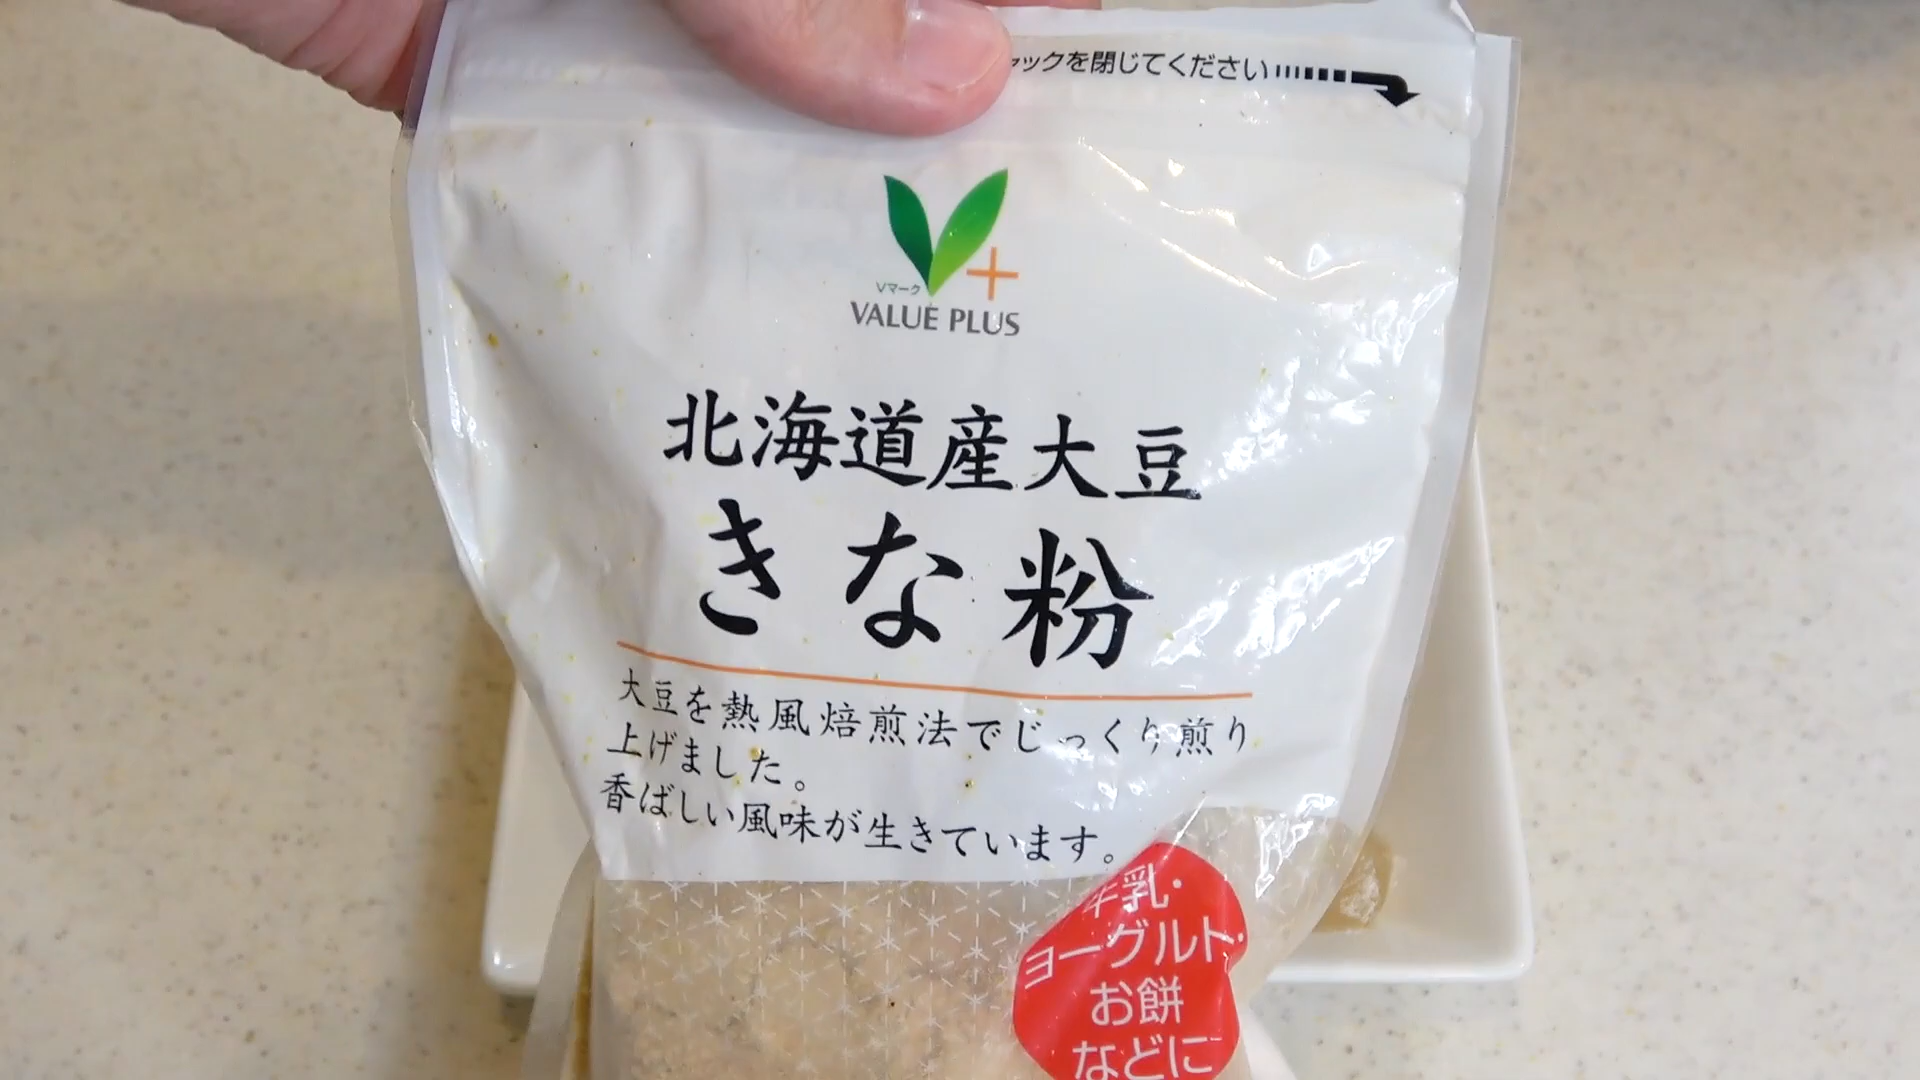 ックを閉じてください
Vマーク
VALUE PLUS
北海道産大豆
きな粉
大豆を熱風焙煎法でじっくり煎り
上げました。
香ばしい風味が生きています。
牛乳・
ヨーグルト・
お餅
などに